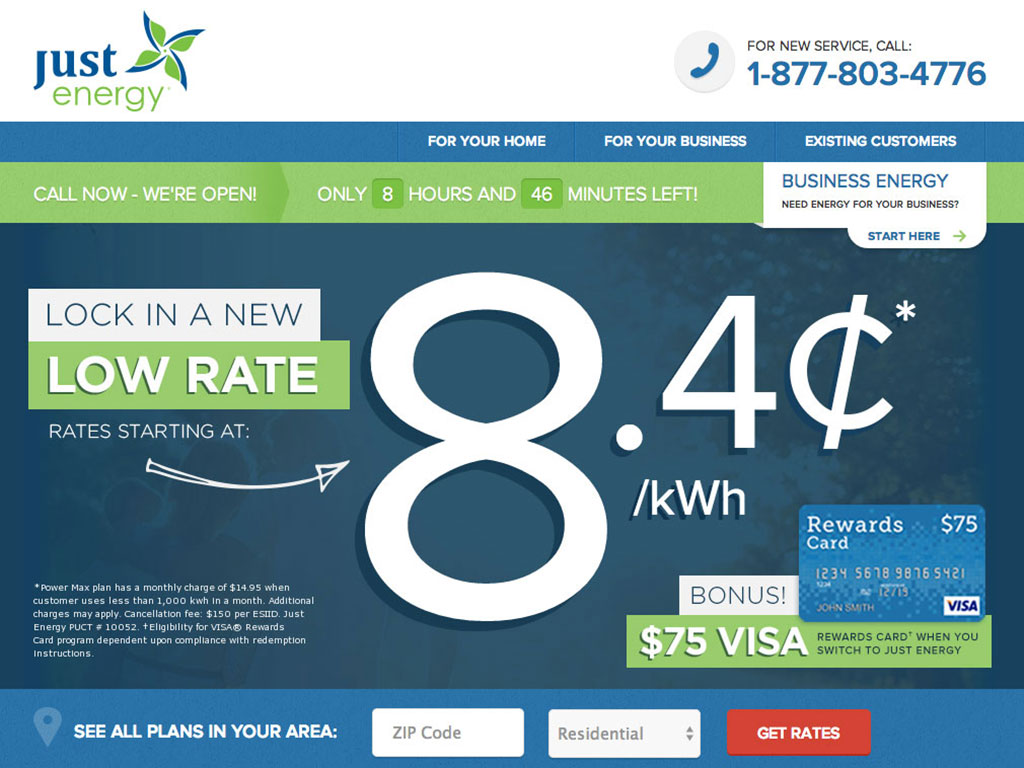 just
energy
FOR NEW SERVICE, CALL:
1-877-803-4776
FOR YOUR HOME
FOR YOUR BUSINESS
EXISTING CUSTOMERS
CALL NOW - WE'RE OPEN!
ONLY 8 HOURS AND 46 MINUTES LEFT!
BUSINESS ENERGY
NEED ENERGY FOR YOUR BUSINESS?
START HERE →
LOCK IN A NEW
LOW RATE
RATES STARTING AT:
8.4¢*
/kWh
*Power Max plan has a monthly charge of $14.95 when
customer uses less than 1,000 kwh in a month. Additional
charges may apply. Cancellation fee: $150 per ESIID. Just
Energy PUCT # 10052. †Eligibility for VISA® Rewards
Card program dependent upon compliance with redemption
instructions.
Rewards $75
Card
1234 5678 9876 5421
12/19
JOHN SMITH
VISA
BONUS!
$75 VISA
REWARDS CARD† WHEN YOU
SWITCH TO JUST ENERGY
SEE ALL PLANS IN YOUR AREA:
ZIP Code
Residential
GET RATES